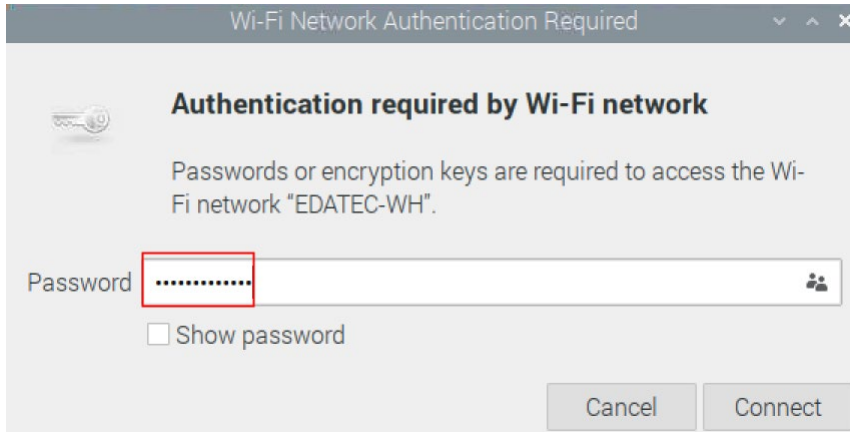 Wi-Fi Network Authentication Required
Authentication required by Wi-Fi network
Passwords or encryption keys are required to access the Wi-
Fi network “EDATEC-WH”.
Password •••••••••••••
Show password
Cancel Connect